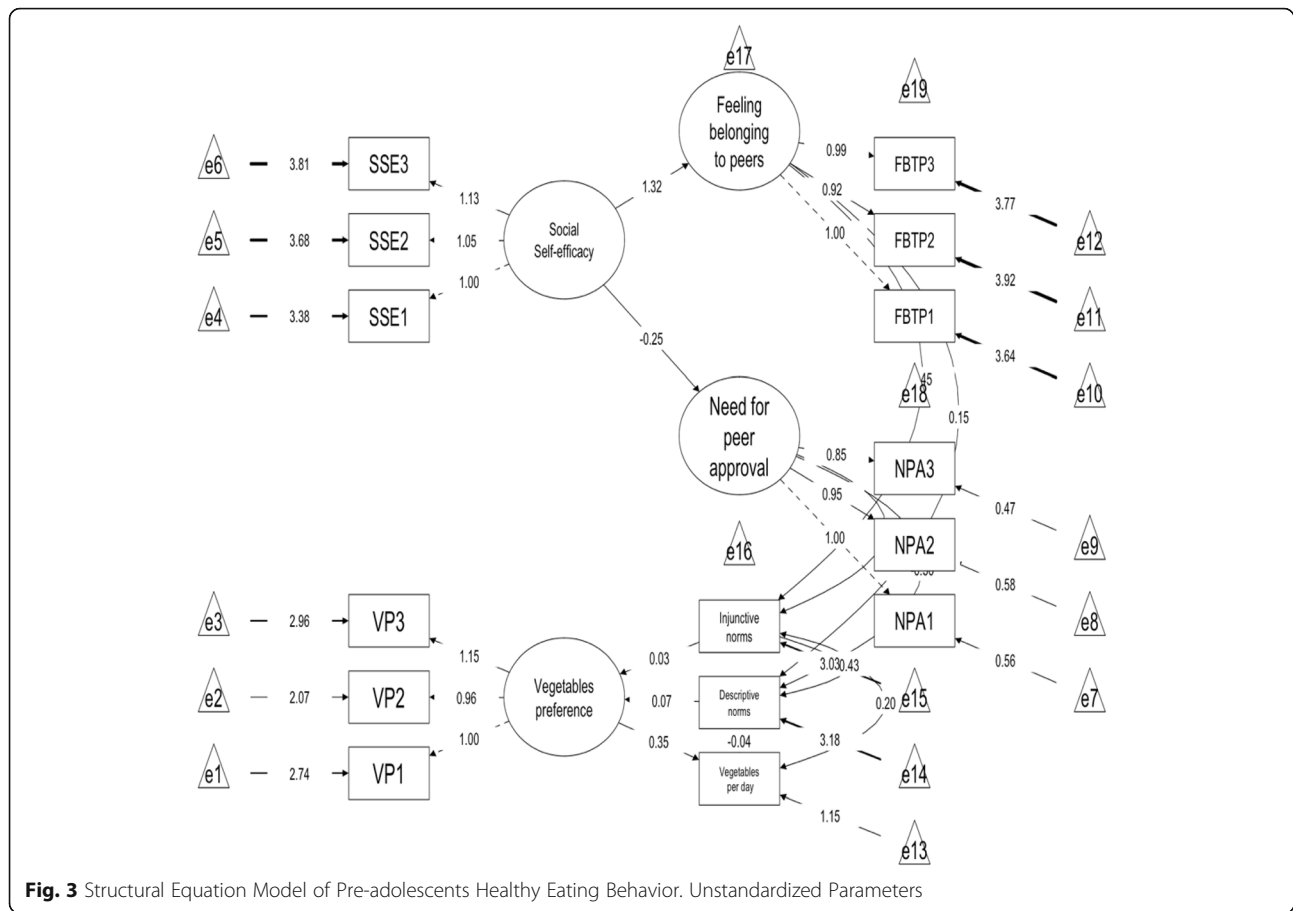 e17
e19
Feeling
belonging
to peers
e6
3.81
SSE3
0.99
FBTP3
1.13
1.32
0.92
3.77
e5
3.68
SSE2
1.05
Social
Self-efficacy
1.00
FBTP2
e12
3.92
e4
3.38
SSE1
1.00
FBTP1
e11
-0.25
3.64
e18
.45
e10
0.15
Need for
peer
approval
0.85
NPA3
0.95
0.47
1.00
NPA2
e9
e16
0.58
e3
2.96
VP3
Injunctive
norms
NPA1
e8
1.15
0.03
3.03
0.43
0.56
e2
2.07
VP2
0.96
Vegetables
preference
0.07
Descriptive
norms
e15
e7
0.20
1.00
0.35
-0.04
3.18
e1
2.74
VP1
Vegetables
per day
e14
1.15
e13
Fig. 3 Structural Equation Model of Pre-adolescents Healthy Eating Behavior. Unstandardized Parameters